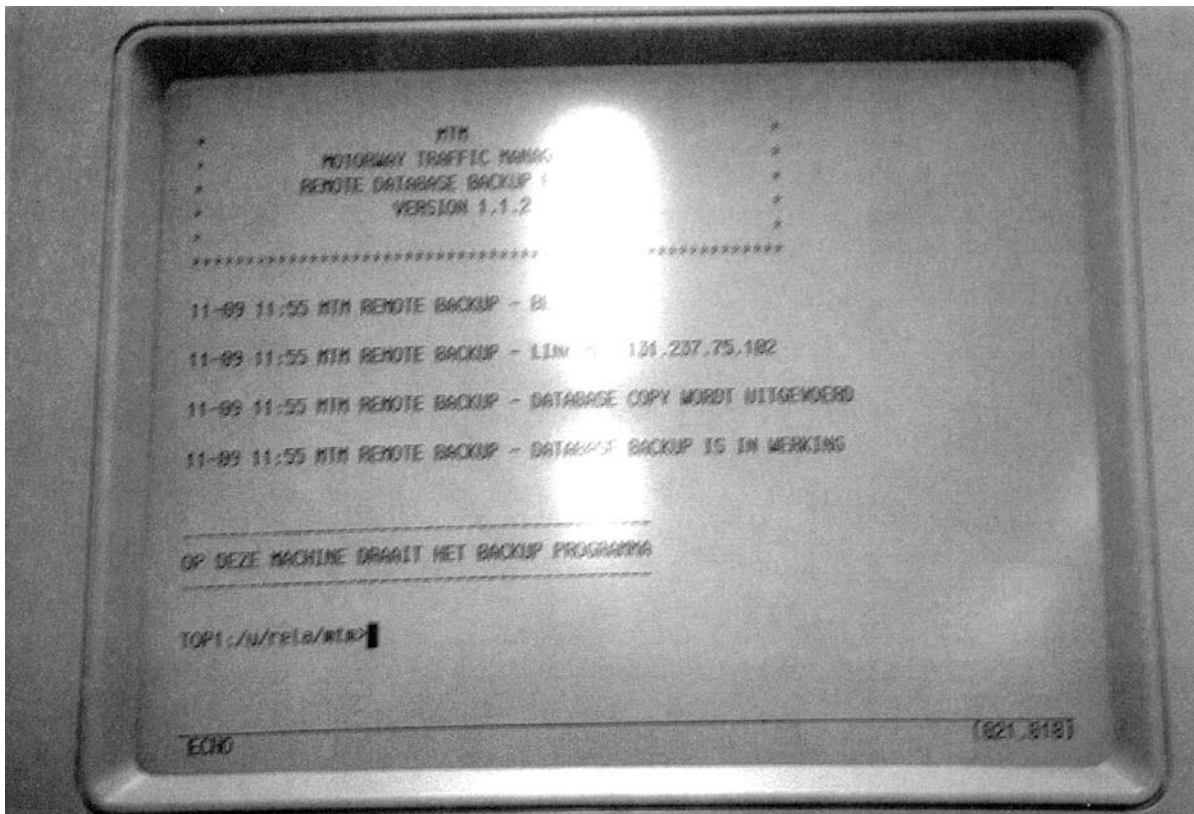 * MTM *
* MOTORWAY TRAFFIC *
* REMOTE DATABASE BACKUP *
* VERSION 1.1.2 *
* *
**************************************** ************
11-09 11:55 MTM REMOTE BACKUP -
11-09 11:55 MTM REMOTE BACKUP - 131.237.75.102
11-09 11:55 MTM REMOTE BACKUP - DATABASE COPY WORDT UITGEVOERD
11-09 11:55 MTM REMOTE BACKUP - DATABASE BACKUP IS IN WERKING
OP DEZE MACHINE DRAAIT HET BACKUP PROGRAMMA
TOP1:/u/rela/mtm>
ECHO (021,018)